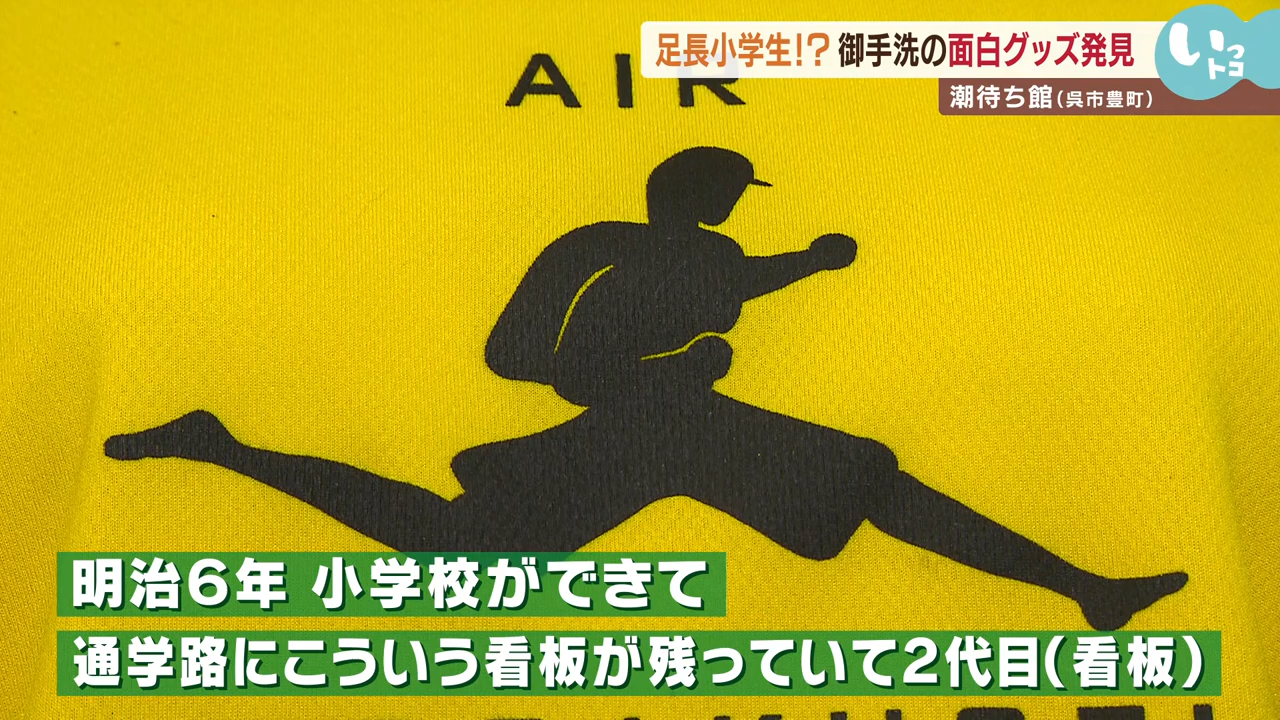 足長小学生!? 御手洗の面白グッズ発見
いっトコ
潮待ち館(呉市豊町)
AIR
明治6年 小学校ができて
通学路にこういう看板が残っていて2代目(看板)